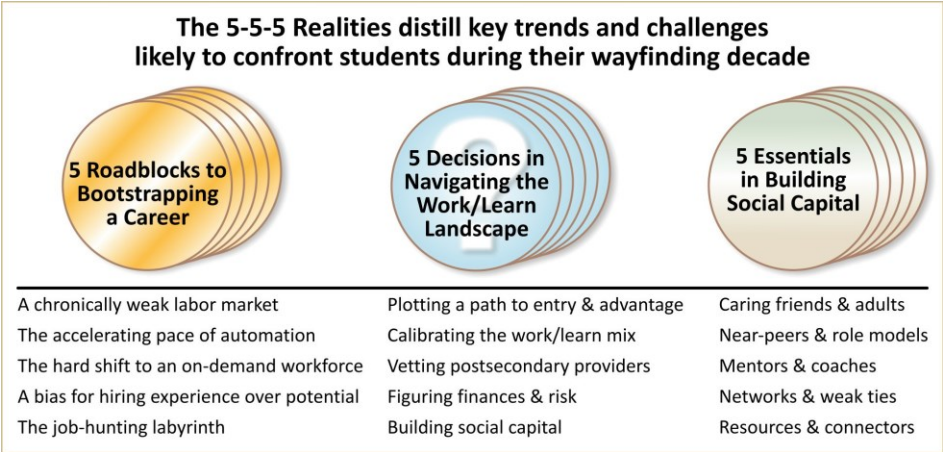 The 5-5-5 Realities distill key trends and challenges
likely to confront students during their wayfinding decade
5 Roadblocks to
Bootstrapping
a Career
A chronically weak labor market
The accelerating pace of automation
The hard shift to an on-demand workforce
A bias for hiring experience over potential
The job-hunting labyrinth
?
5 Decisions in
Navigating the
Work/Learn
Landscape
Plotting a path to entry & advantage
Calibrating the work/learn mix
Vetting postsecondary providers
Figuring finances & risk
Building social capital
5 Essentials
in Building
Social Capital
Caring friends & adults
Near-peers & role models
Mentors & coaches
Networks & weak ties
Resources & connectors